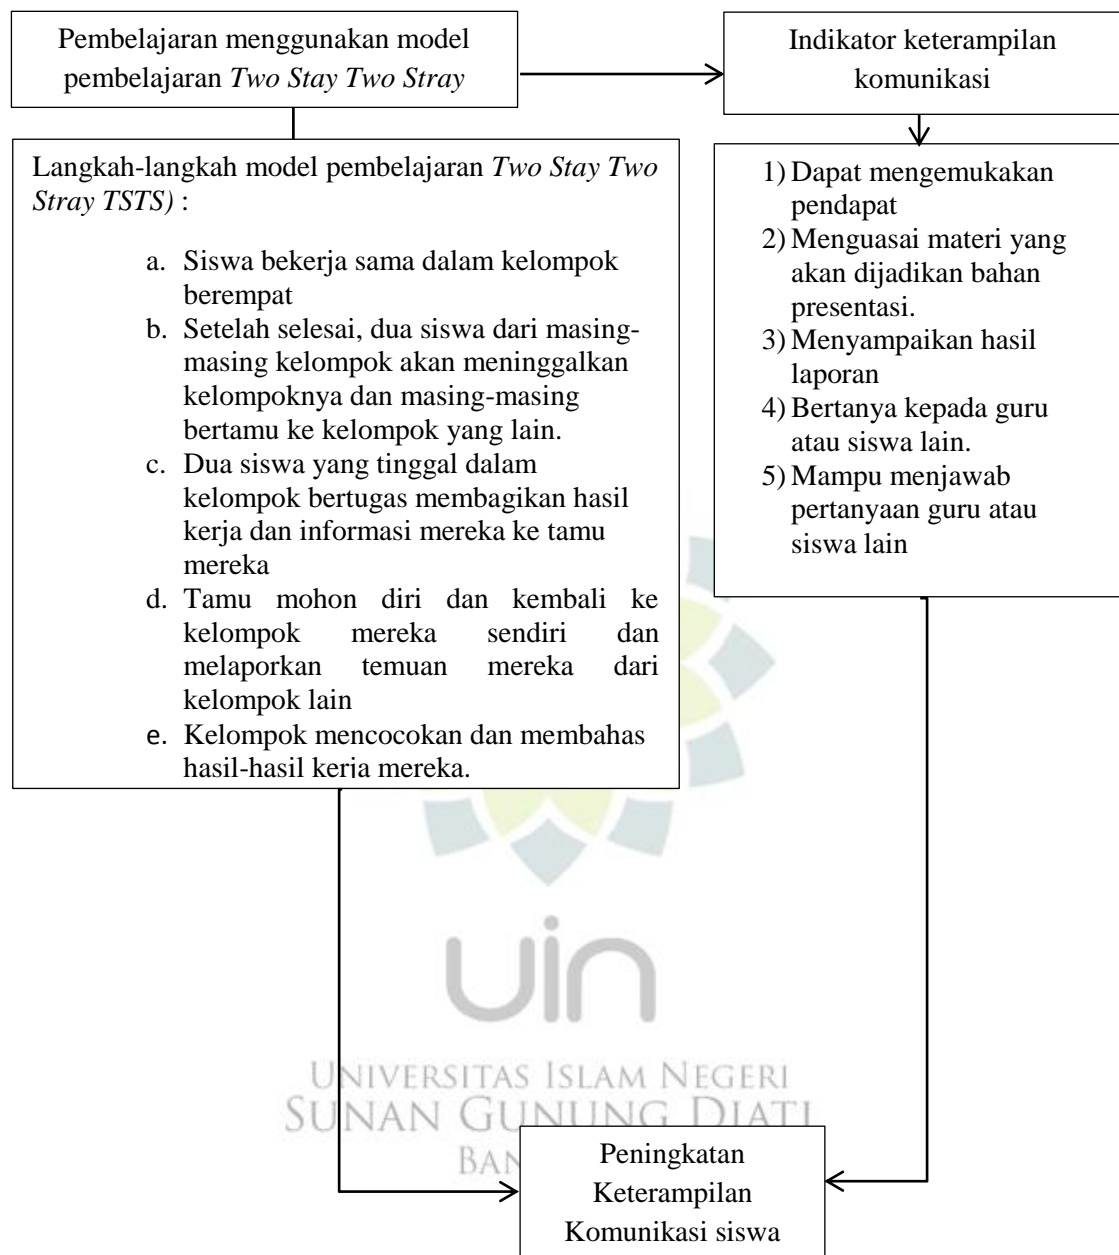 Pembelajaran menggunakan model
pembelajaran Two Stay Two Stray
Indikator keterampilan
komunikasi
Langkah-langkah model pembelajaran Two Stay Two
Stray TSTS) :
a. Siswa bekerja sama dalam kelompok
berempat
b. Setelah selesai, dua siswa dari masing-
masing kelompok akan meninggalkan
kelompoknya dan masing-masing
bertamu ke kelompok yang lain.
c. Dua siswa yang tinggal dalam
kelompok bertugas membagikan hasil
kerja dan informasi mereka ke tamu
mereka
d. Tamu mohon diri dan kembali ke
kelompok mereka sendiri dan
melaporkan temuan mereka dari
kelompok lain
e. Kelompok mencocokan dan membahas
hasil-hasil kerja mereka.
1) Dapat mengemukakan
pendapat
2) Menguasai materi yang
akan dijadikan bahan
presentasi.
3) Menyampaikan hasil
laporan
4) Bertanya kepada guru
atau siswa lain.
5) Mampu menjawab
pertanyaan guru atau
siswa lain
uin
UNIVERSITAS ISLAM NEGERI
SUNAN GUNUNG DJATI
Peningkatan
Keterampilan
Komunikasi siswa